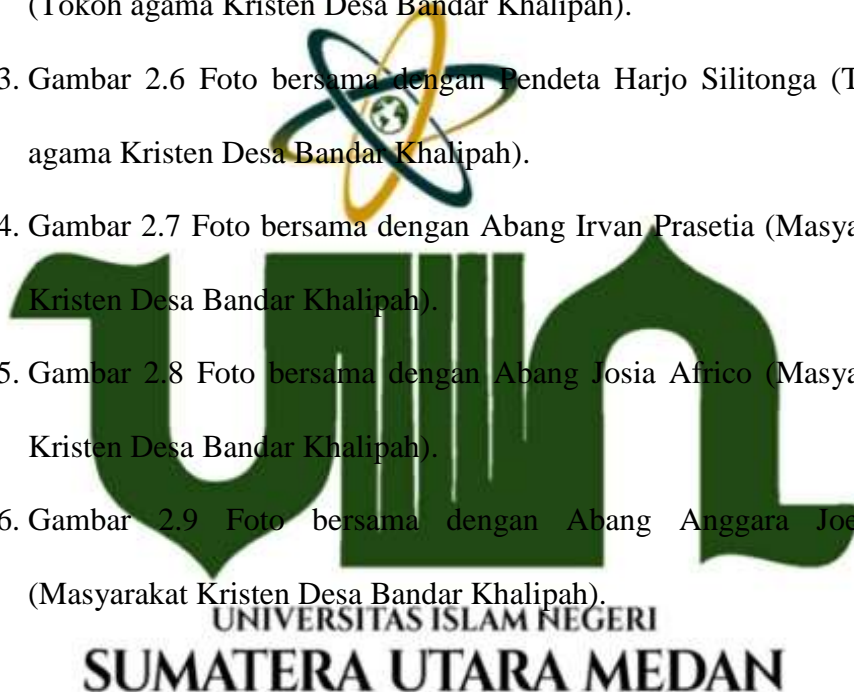 (Tokoh agama Kristen Desa Bandar Khalipah).
3. Gambar 2.6 Foto bersama dengan Pendeta Harjo Silitonga
agama Kristen Desa Bandar Khalipah).
4. Gambar 2.7 Foto bersama dengan Abang Irvan Prasetia
Kristen Desa Bandar Khalipah).
5. Gambar 2.8 Foto bersama dengan Abang Josia Africo
Kristen Desa Bandar Khalipah).
6. Gambar 2.9 Foto bersama dengan Abang Anggara
(Masyarakat Kristen Desa Bandar Khalipah).
UNIVERSITAS ISLAM NEGERI
SUMATERA UTARA MEDAN